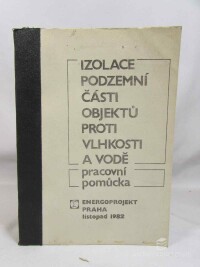 IZOLACE
PODZEMNÍ
ČÁSTI
OBJEKTŮ
PROTI
VLHKOSTI
A VODĚ
pracovní
pomůcka
ENERGOPROJEKT
PRAHA
listopad 1982